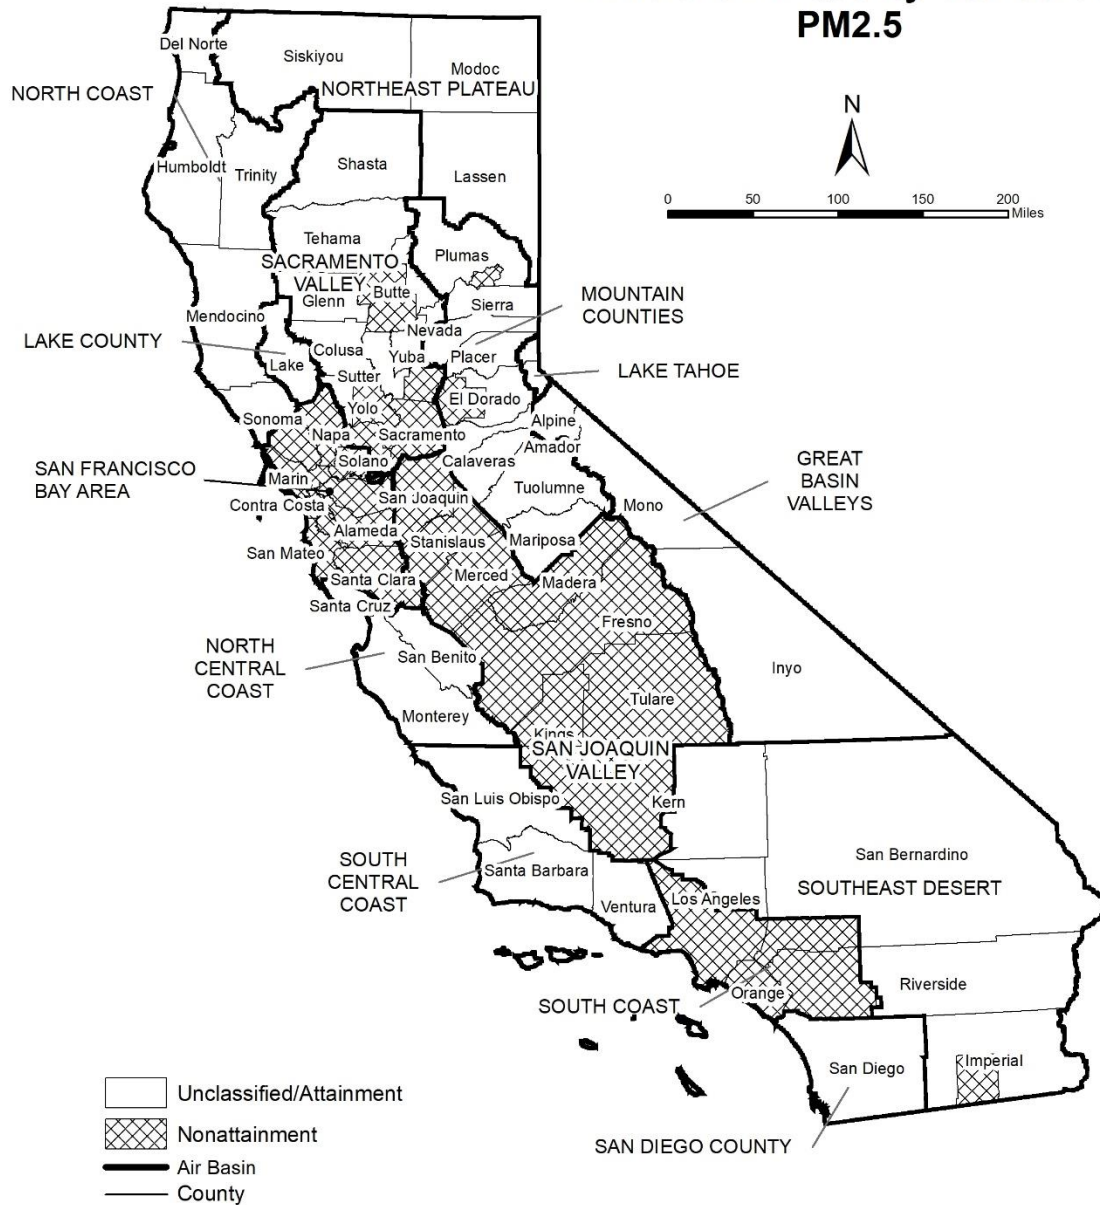 PM2.5
N
0 50 100 150 200
Miles
Del Norte
Siskiyou
Modoc
NORTH COAST
NORTHEAST PLATEAU
Humboldt
Trinity
Shasta
Lassen
Tehama
Plumas
SACRAMENTO
VALLEY
Butte
Glenn
Sierra
MOUNTAIN
COUNTIES
Mendocino
Nevada
LAKE COUNTY
Colusa
Yuba
Placer
Lake
LAKE TAHOE
Sutter
El Dorado
Yolo
Sonoma
Alpine
Napa
Sacramento
Amador
Solano
Calaveras
SAN FRANCISCO
BAY AREA
GREAT
BASIN
VALLEYS
Marin
Tuolumne
San Joaquin
Contra Costa
Mono
Alameda
Stanislaus
Mariposa
San Mateo
Santa Clara
Merced
Madera
Santa Cruz
Fresno
NORTH
CENTRAL
COAST
San Benito
Inyo
Tulare
Monterey
Kings
SAN JOAQUIN
VALLEY
San Luis Obispo
Kern
San Bernardino
SOUTH
CENTRAL
COAST
Santa Barbara
SOUTHEAST DESERT
Ventura
Los Angeles
Riverside
Orange
SOUTH COAST
San Diego
Imperial
Unclassified/Attainment
Nonattainment
SAN DIEGO COUNTY
Air Basin
County